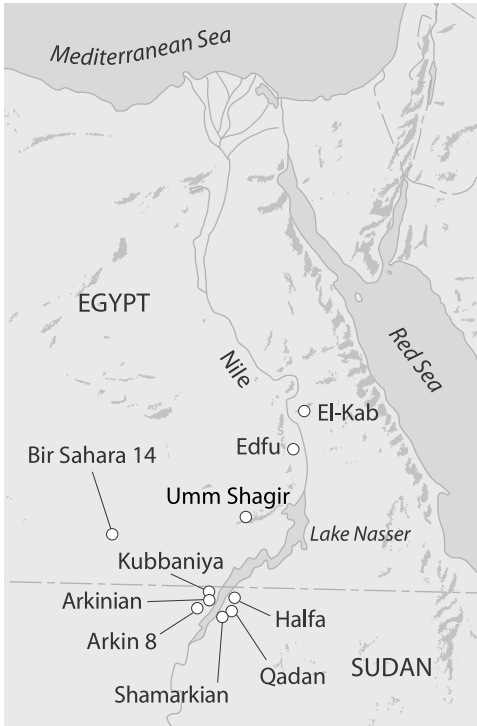 Mediterranean Sea
EGYPT
Nile
Red Sea
El-Kab
Edfu
Bir Sahara 14
Umm Shagir
Lake Nasser
Kubbaniya
Arkinian
Halfa
Arkin 8
Qadan
SUDAN
Shamarkian